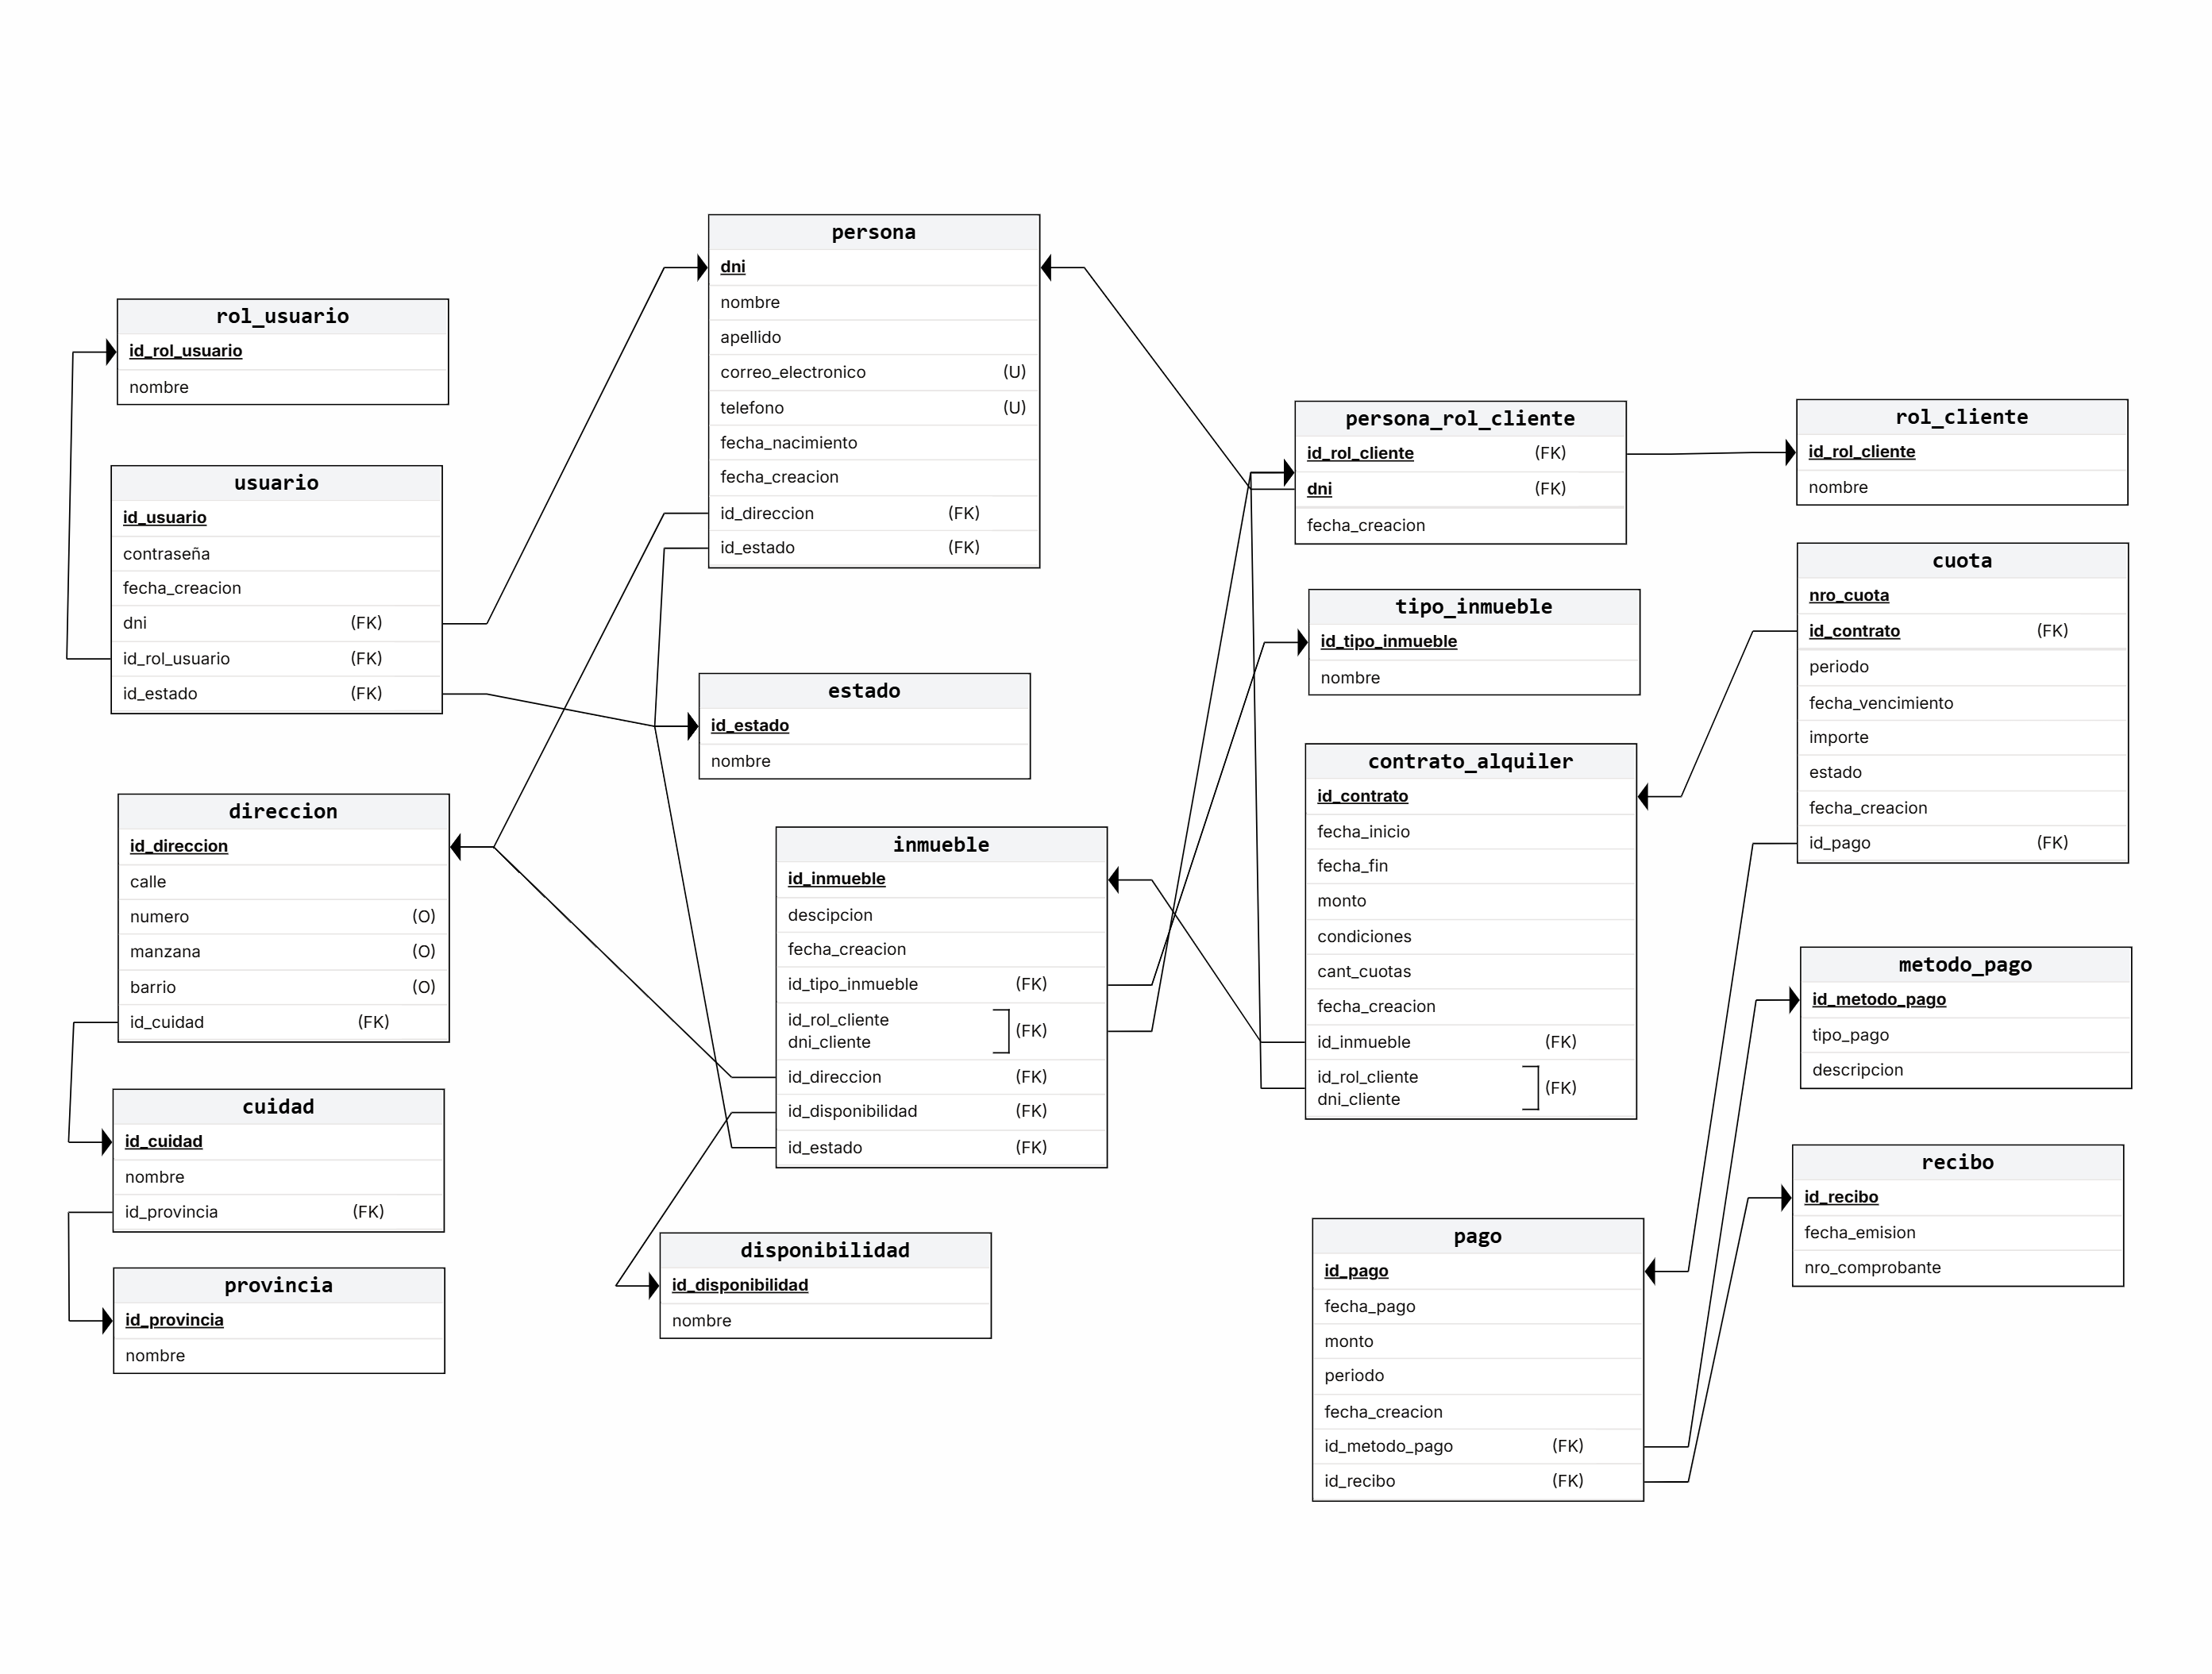 persona
dni
nombre
apellido
correo_electronico (U)
telefono (U)
fecha_nacimiento
fecha_creacion
id_direccion (FK)
id_estado (FK)
rol_usuario
id_rol_usuario
nombre
usuario
id_usuario
contraseña
fecha_creacion
dni (FK)
id_rol_usuario (FK)
id_estado (FK)
persona_rol_cliente
id_rol_cliente (FK)
dni (FK)
fecha_creacion
rol_cliente
id_rol_cliente
nombre
cuota
nro_cuota
id_contrato (FK)
periodo
fecha_vencimiento
importe
estado
fecha_creacion
id_pago (FK)
tipo_inmueble
id_tipo_inmueble
nombre
estado
id_estado
nombre
contrato_alquiler
id_contrato
fecha_inicio
fecha_fin
monto
condiciones
cant_cuotas
fecha_creacion
id_inmueble (FK)
id_rol_cliente
dni_cliente (FK)
direccion
id_direccion
calle
numero (O)
manzana (O)
barrio (O)
id_cuidad (FK)
inmueble
id_inmueble
descipcion
fecha_creacion
id_tipo_inmueble (FK)
id_rol_cliente
dni_cliente (FK)
id_direccion (FK)
id_disponibilidad (FK)
id_estado (FK)
metodo_pago
id_metodo_pago
tipo_pago
descripcion
cuidad
id_cuidad
nombre
id_provincia (FK)
recibo
id_recibo
fecha_emision
nro_comprobante
pago
id_pago
fecha_pago
monto
periodo
fecha_creacion
id_metodo_pago (FK)
id_recibo (FK)
disponibilidad
id_disponibilidad
nombre
provincia
id_provincia
nombre